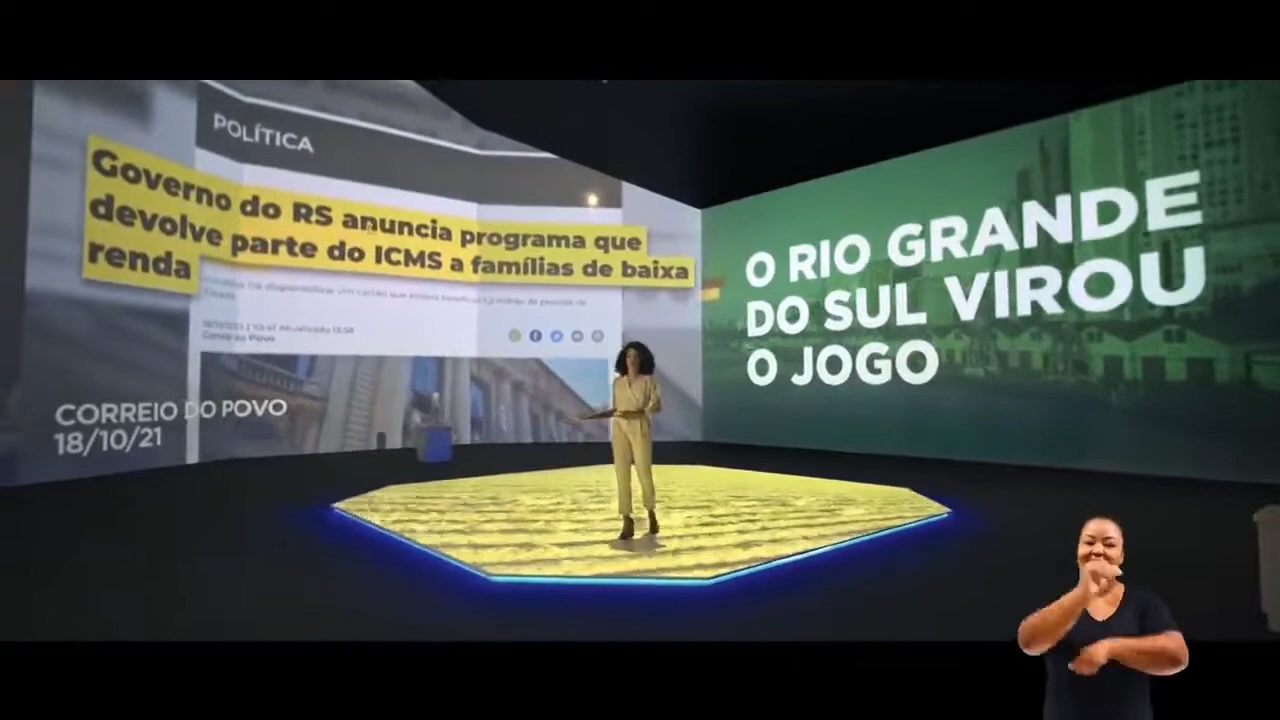 POLÍTICA
Governo do RS anuncia programa que
devolve parte do ICMS a famílias de baixa
renda
CORREIO DO POVO
18/10/21
O RIO GRANDE
DO SUL VIROU
O JOGO